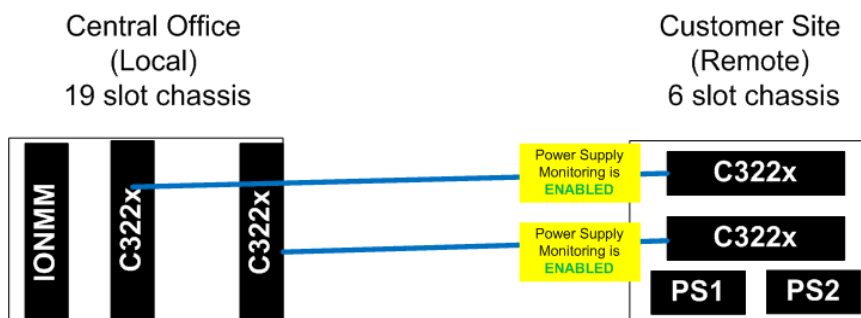 Central Office
(Local)
19 slot chassis
Customer Site
(Remote)
6 slot chassis
IONMM
C322x
C322x
Power Supply
Monitoring is
ENABLED
C322x
Power Supply
Monitoring is
ENABLED
C322x
PS1
PS2